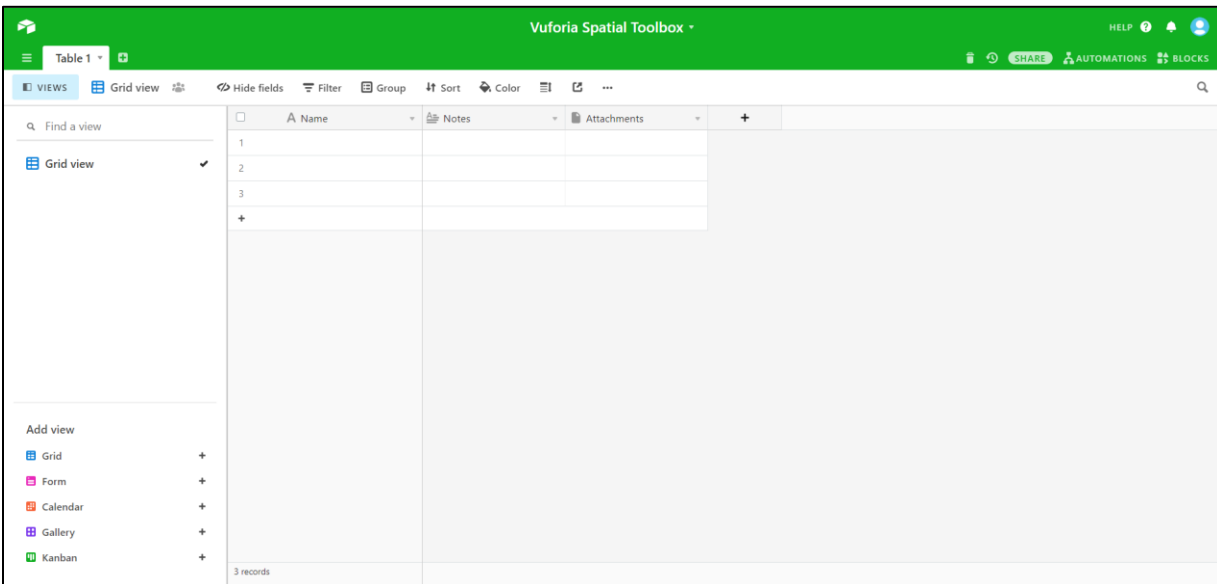 Vuforia Spatial Toolbox
HELP
Table 1
SHARE AUTOMATIONS BLOCKS
VIEWS Grid view Hide fields Filter Group Sort Color
Find a view
Name Notes Attachments
1
Grid view
2
3
Add view
Grid
Form
Calendar
Gallery
Kanban
3 records